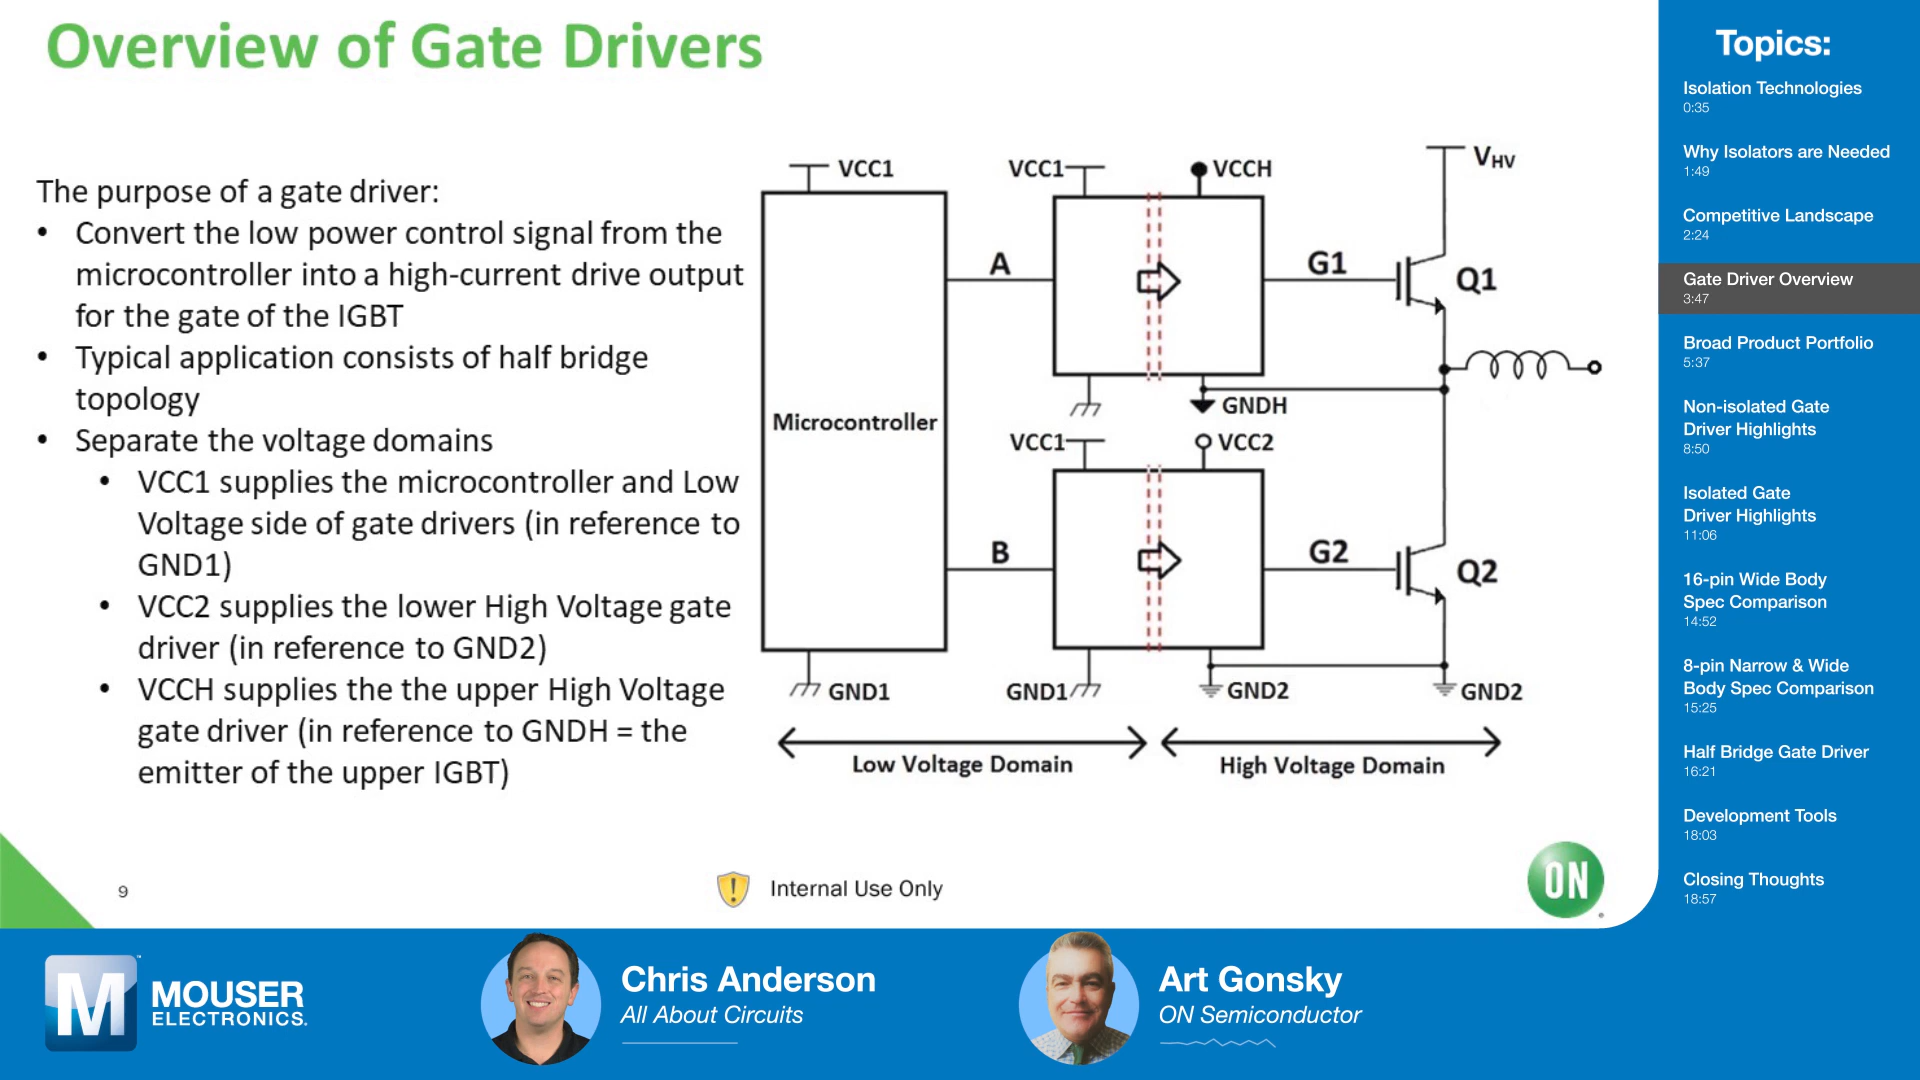 Overview of Gate Drivers
The purpose of a gate driver:
• Convert the low power control signal from the
microcontroller into a high-current drive output
for the gate of the IGBT
• Typical application consists of half bridge
topology
• Separate the voltage domains
• VCC1 supplies the microcontroller and Low
Voltage side of gate drivers (in reference to
GND1)
• VCC2 supplies the lower High Voltage gate
driver (in reference to GND2)
• VCCH supplies the the upper High Voltage
gate driver (in reference to GNDH = the
emitter of the upper IGBT)
VCC1
VCC1
VCCH
VHV
A
G1
Q1
GNDH
Microcontroller
VCC1
VCC2
B
G2
Q2
GND1
GND1
GND2
GND2
Low Voltage Domain
High Voltage Domain
9
Internal Use Only
ON
Topics:
Isolation Technologies
0:35
Why Isolators are Needed
1:49
Competitive Landscape
2:24
Gate Driver Overview
3:47
Broad Product Portfolio
5:37
Non-isolated Gate
Driver Highlights
8:50
Isolated Gate
Driver Highlights
11:06
16-pin Wide Body
Spec Comparison
14:52
8-pin Narrow & Wide
Body Spec Comparison
15:25
Half Bridge Gate Driver
16:21
Development Tools
18:03
Closing Thoughts
18:57
M
MOUSER
ELECTRONICS.
Chris Anderson
All About Circuits
Art Gonsky
ON Semiconductor